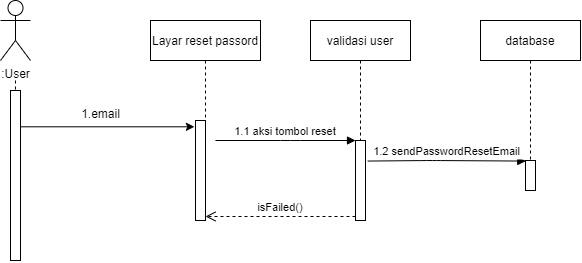 Layar reset passord
validasi user
database
:User
1.email
1.1 aksi tombol reset
1.2 sendPasswordResetEmail
isFailed()